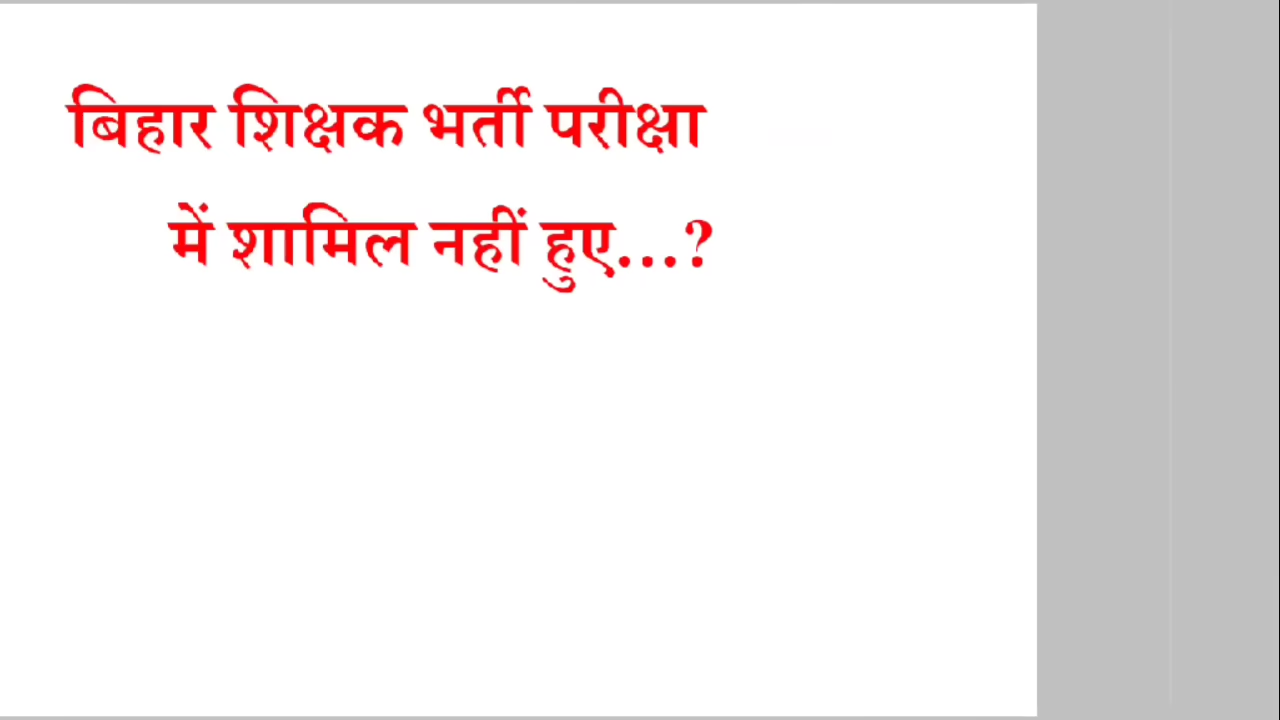 बिहार शिक्षक भर्ती परीक्षा
में शामिल नहीं हुए...?